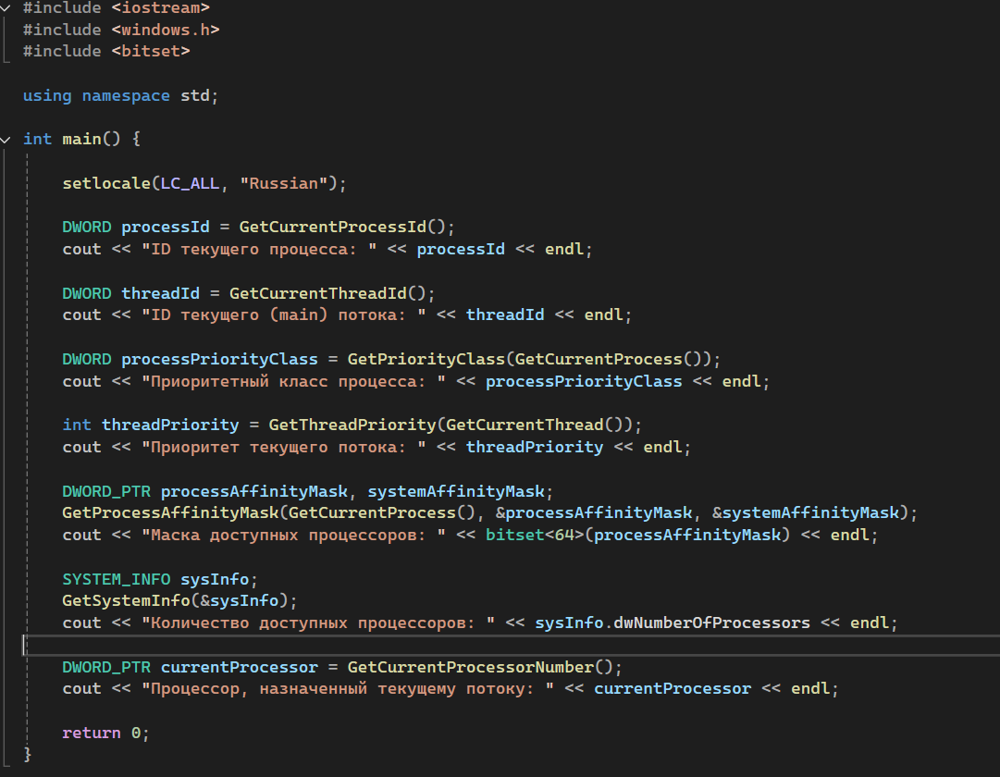 #include <iostream>
#include <windows.h>
#include <bitset>
using namespace std;
int main() {
setlocale(LC_ALL, "Russian");
DWORD processId = GetCurrentProcessId();
cout << "ID текущего процесса: " << processId << endl;
DWORD threadId = GetCurrentThreadId();
cout << "ID текущего (main) потока: " << threadId << endl;
DWORD processPriorityClass = GetPriorityClass(GetCurrentProcess());
cout << "Приоритетный класс процесса: " << processPriorityClass << endl;
int threadPriority = GetThreadPriority(GetCurrentThread());
cout << "Приоритет текущего потока: " << threadPriority << endl;
DWORD_PTR processAffinityMask, systemAffinityMask;
GetProcessAffinityMask(GetCurrentProcess(), &processAffinityMask, &systemAffinityMask);
cout << "Маска доступных процессоров: " << bitset<64>(processAffinityMask) << endl;
SYSTEM_INFO sysInfo;
GetSystemInfo(&sysInfo);
cout << "Количество доступных процессоров: " << sysInfo.dwNumberOfProcessors << endl;
DWORD_PTR currentProcessor = GetCurrentProcessorNumber();
cout << "Процессор, назначенный текущему потоку: " << currentProcessor << endl;
return 0;
}